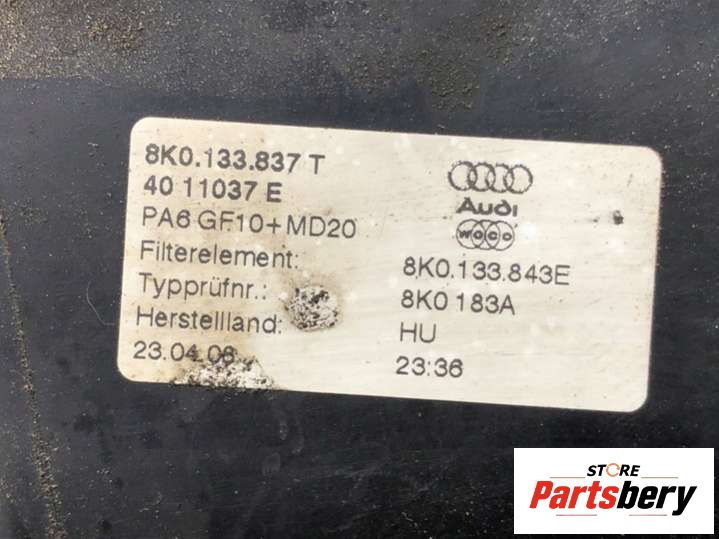 8K0.133.837 T
40 11037 E
PA6 GF10+MD20
Audi
WOCO
Filterelement: 8K0.133.843E
Typprüfnr.: 8K0 183A
Herstellland: HU
23.04.08 23:36
STORE
Partsbery